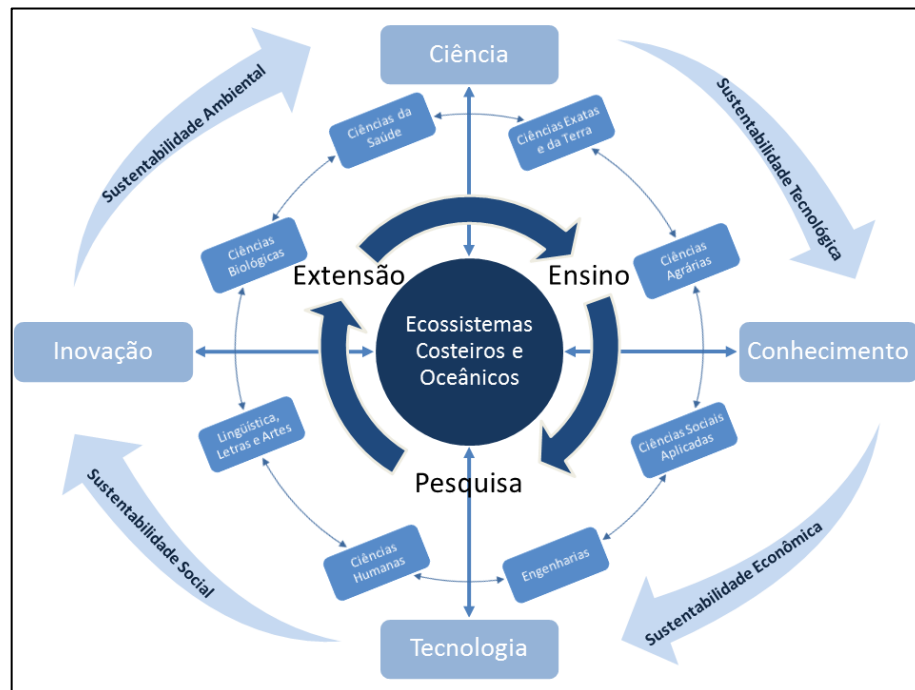 Ciência
Sustentabilidade Ambiental
Sustentabilidade Tecnológica
Ciências da
Saúde
Ciências Exatas
e da Terra
Ciências
Biológicas
Ciências
Agrárias
Extensão
Ensino
Ecossistemas
Costeiros e
Oceânicos
Inovação
Conhecimento
Lingüística,
Letras e Artes
Ciências Sociais
Aplicadas
Pesquisa
Ciências
Humanas
Engenharias
Sustentabilidade Social
Sustentabilidade Econômica
Tecnologia